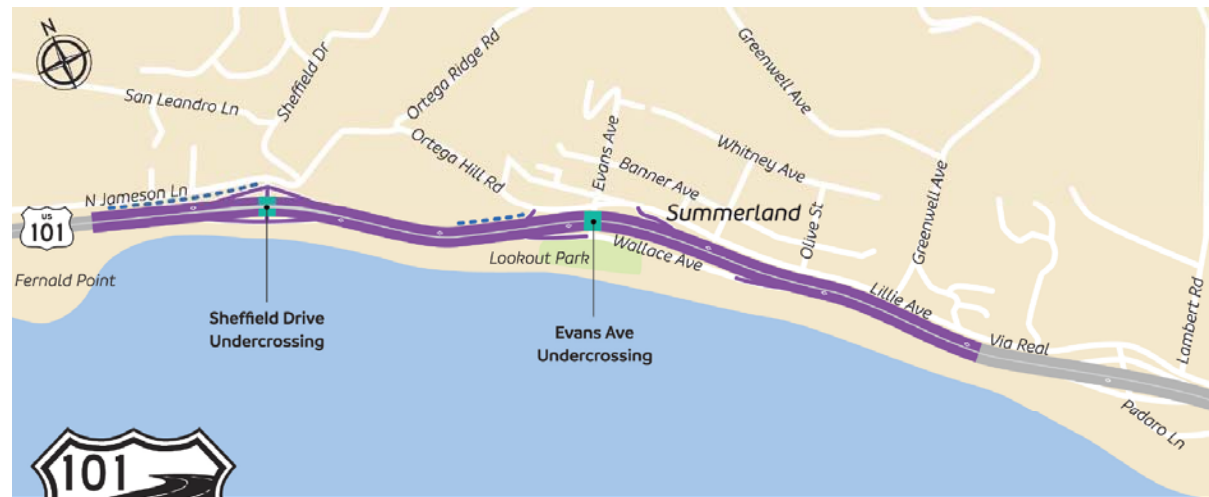 N
Sheffield Dr
Ortega Ridge Rd
Greenwell Ave
San Leandro Ln
Ortega Hill Rd
Evans Ave
Whitney Ave
Banner Ave
N Jameson Ln
US
101
Summerland
Olive St
Greenwell Ave
Wallace Ave
Lookout Park
Fernald Point
Lillie Ave
Lambert Rd
Via Real
Sheffield Drive
Undercrossing
Evans Ave
Undercrossing
Padaro Ln
101